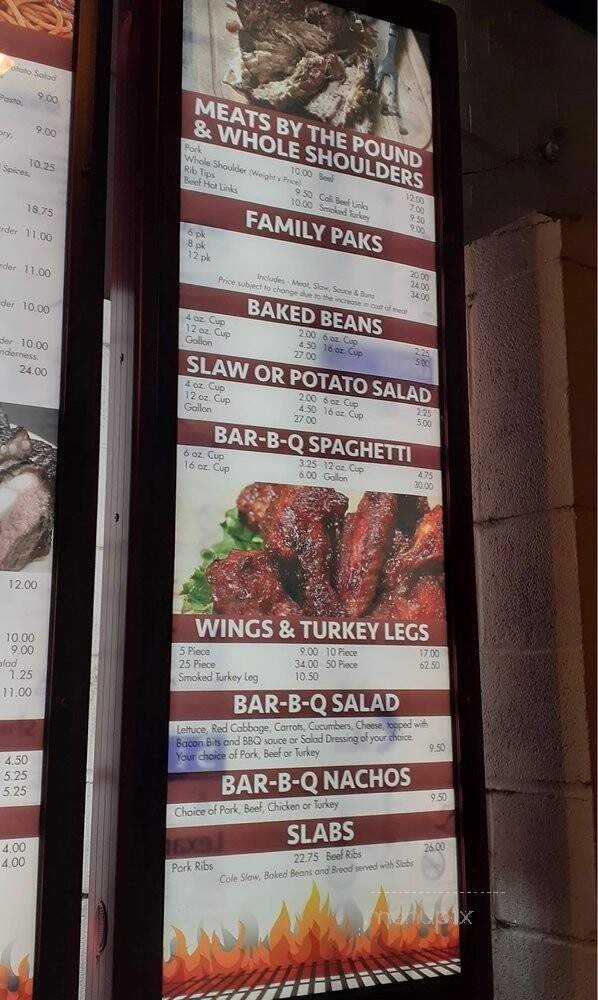 otato Salad
9.00
Pasta,
9.00
ory,
10.25
Spices,
18.75
rder 11.00
rder 11.00
rder 10.00
der 10.00
nderness.
24.00
12.00
10.00
9.00
alad
1.25
11.00
4.50
5.25
5.25
4.00
4.00
MEATS BY THE POUND
& WHOLE SHOULDERS
Pork 10.00 Beef 12.00
Whole Shoulder (Weight x Price) Cali Beef Links 7.00
Rib Tips 9.50 Smoked Turkey 9.50
Beef Hot Links 10.00 9.00
FAMILY PAKS
6 pk 20.00
8 pk 24.00
12 pk 34.00
Includes - Meat, Slaw, Sauce & Buns
Price subject to change due to the increase in cost of meat
BAKED BEANS
4 oz. Cup 2.00 6 oz. Cup 2.25
12 oz. Cup 4.50 16 oz. Cup 5.00
Gallon 27.00
SLAW OR POTATO SALAD
4 oz. Cup 2.00 6 oz. Cup 2.25
12 oz. Cup 4.50 16 oz. Cup 5.00
Gallon 27.00
BAR-B-Q SPAGHETTI
6 oz. Cup 3.25 12 oz. Cup 4.75
16 oz. Cup 6.00 Gallon 30.00
WINGS & TURKEY LEGS
5 Piece 9.00 10 Piece 17.00
25 Piece 34.00 50 Piece 62.50
Smoked Turkey Leg 10.50
BAR-B-Q SALAD
Lettuce, Red Cabbage, Carrots, Cucumbers, Cheese, topped with
Bacon Bits and BBQ sauce or Salad Dressing of your choice.
Your choice of Pork, Beef or Turkey 9.50
BAR-B-Q NACHOS
Choice of Pork, Beef, Chicken or Turkey 9.50
SLABS
Pork Ribs 22.75 Beef Ribs 26.00
Cole Slaw, Baked Beans and Bread served with Slabs
menupix